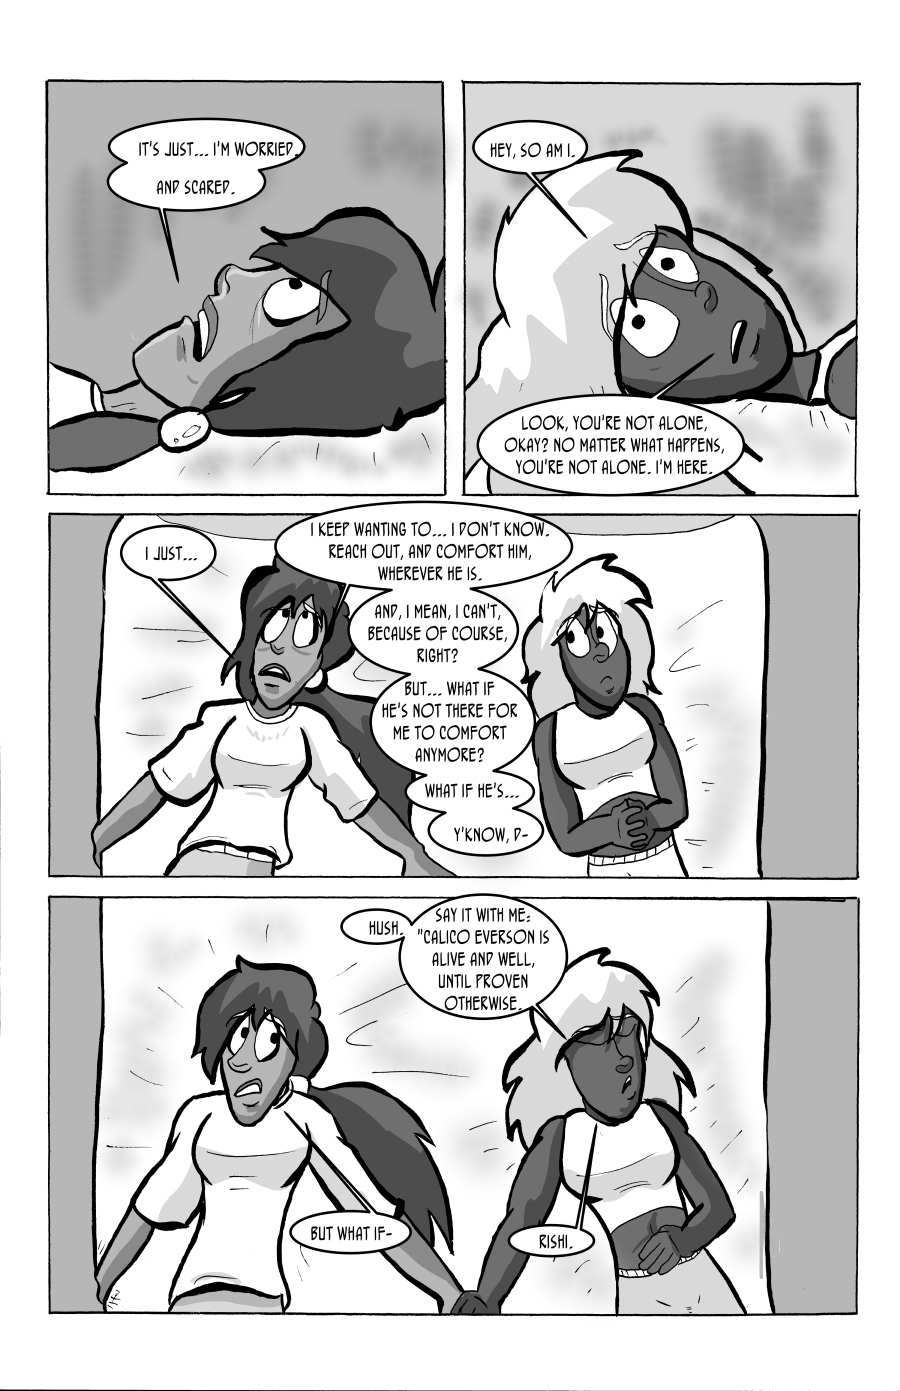 IT'S JUST... I'M WORRIED.
AND SCARED.
HEY, SO AM I.
LOOK, YOU'RE NOT ALONE,
OKAY? NO MATTER WHAT HAPPENS,
YOU'RE NOT ALONE. I'M HERE.
I JUST...
I KEEP WANTING TO... I DON'T KNOW.
REACH OUT, AND COMFORT HIM,
WHEREVER HE IS.
AND, I MEAN, I CAN'T,
BECAUSE OF COURSE,
RIGHT?
BUT... WHAT IF
HE'S NOT THERE FOR
ME TO COMFORT
ANYMORE?
WHAT IF HE'S...
Y'KNOW, D-
HUSH.
SAY IT WITH ME:
"CALICO EVERSON IS
ALIVE AND WELL,
UNTIL PROVEN
OTHERWISE.
BUT WHAT IF-
RISHI.